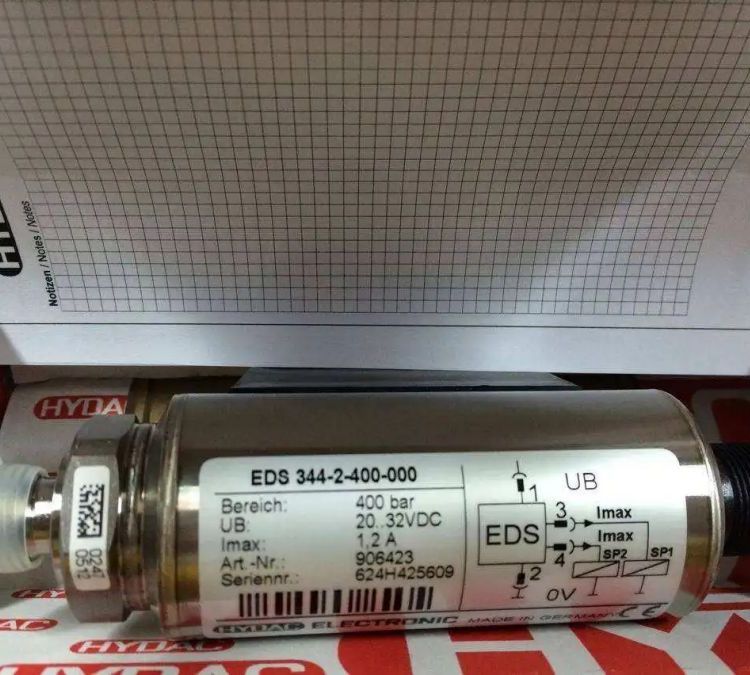 Notizen / Notes / Notes
HYDAC
EDS 344-2-400-000
Bereich: 400 bar
UB: 20..32VDC
Imax: 1,2 A
Art.-Nr.: 906423
Seriennr.: 624H425609
HYDAC ELECTRONIC MADE IN GERMANY CE
1
UB
EDS
3
Imax
Imax
4
SP2
SP1
2
0V
HYDAC
HYDAC